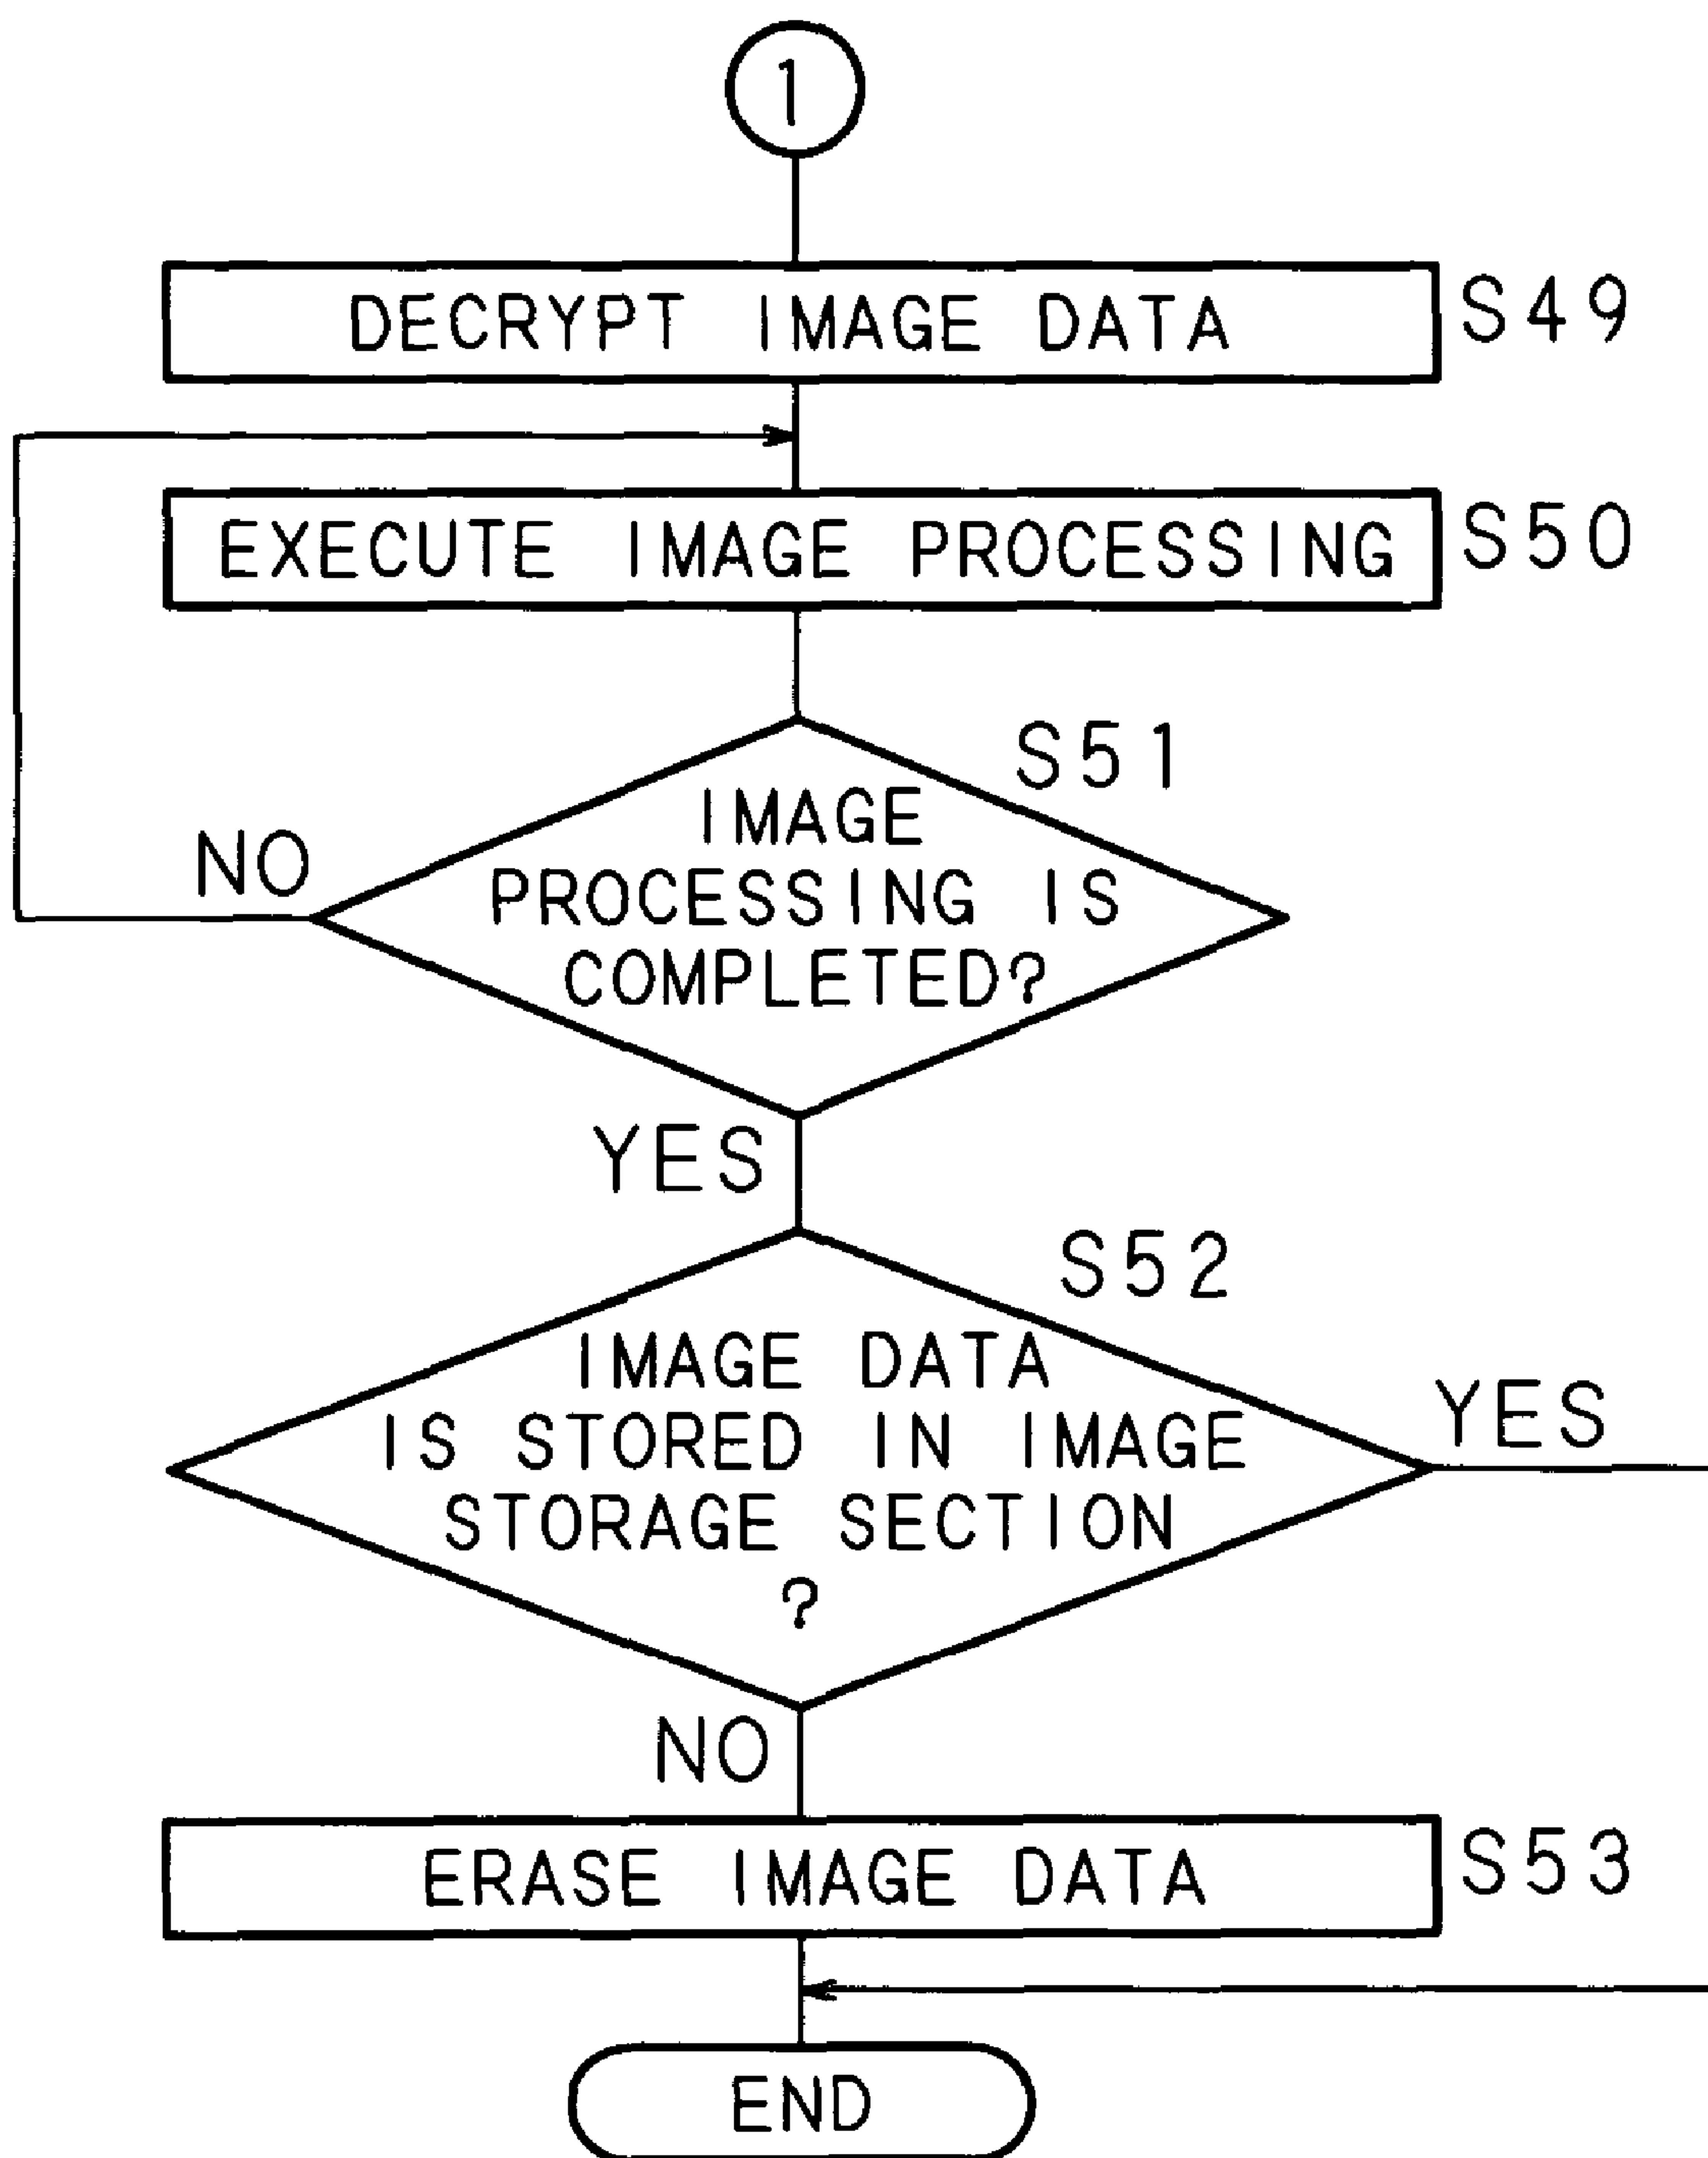 1
DECRYPT IMAGE DATA
S49
EXECUTE IMAGE PROCESSING
S50
S51
IMAGE
PROCESSING IS
COMPLETED?
NO
YES
S52
IMAGE DATA
IS STORED IN IMAGE
STORAGE SECTION
?
YES
NO
ERASE IMAGE DATA
S53
END